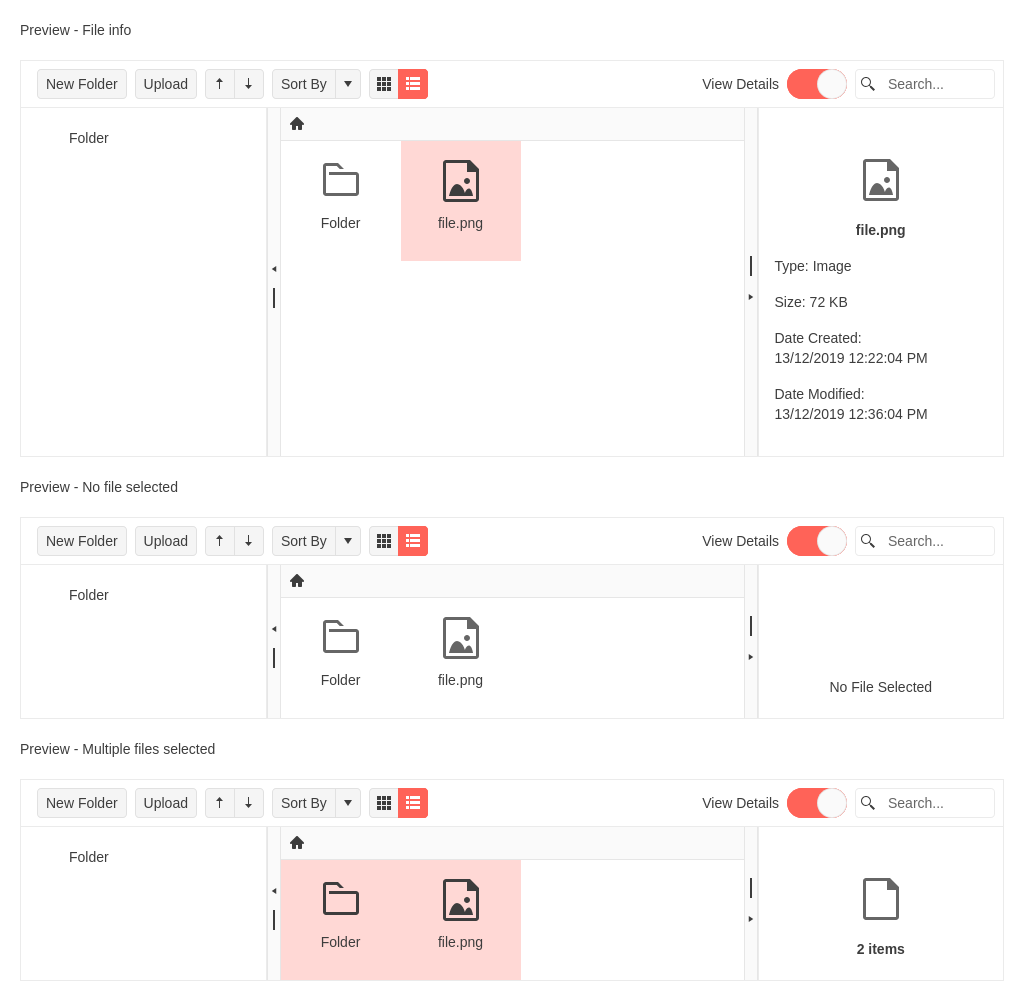 Preview - File info
New Folder Upload Sort By View Details Search...
Folder
Folder file.png
file.png
Type: Image
Size: 72 KB
Date Created:
13/12/2019 12:22:04 PM
Date Modified:
13/12/2019 12:36:04 PM
Preview - No file selected
New Folder Upload Sort By View Details Search...
Folder
Folder file.png
No File Selected
Preview - Multiple files selected
New Folder Upload Sort By View Details Search...
Folder
Folder file.png
2 items